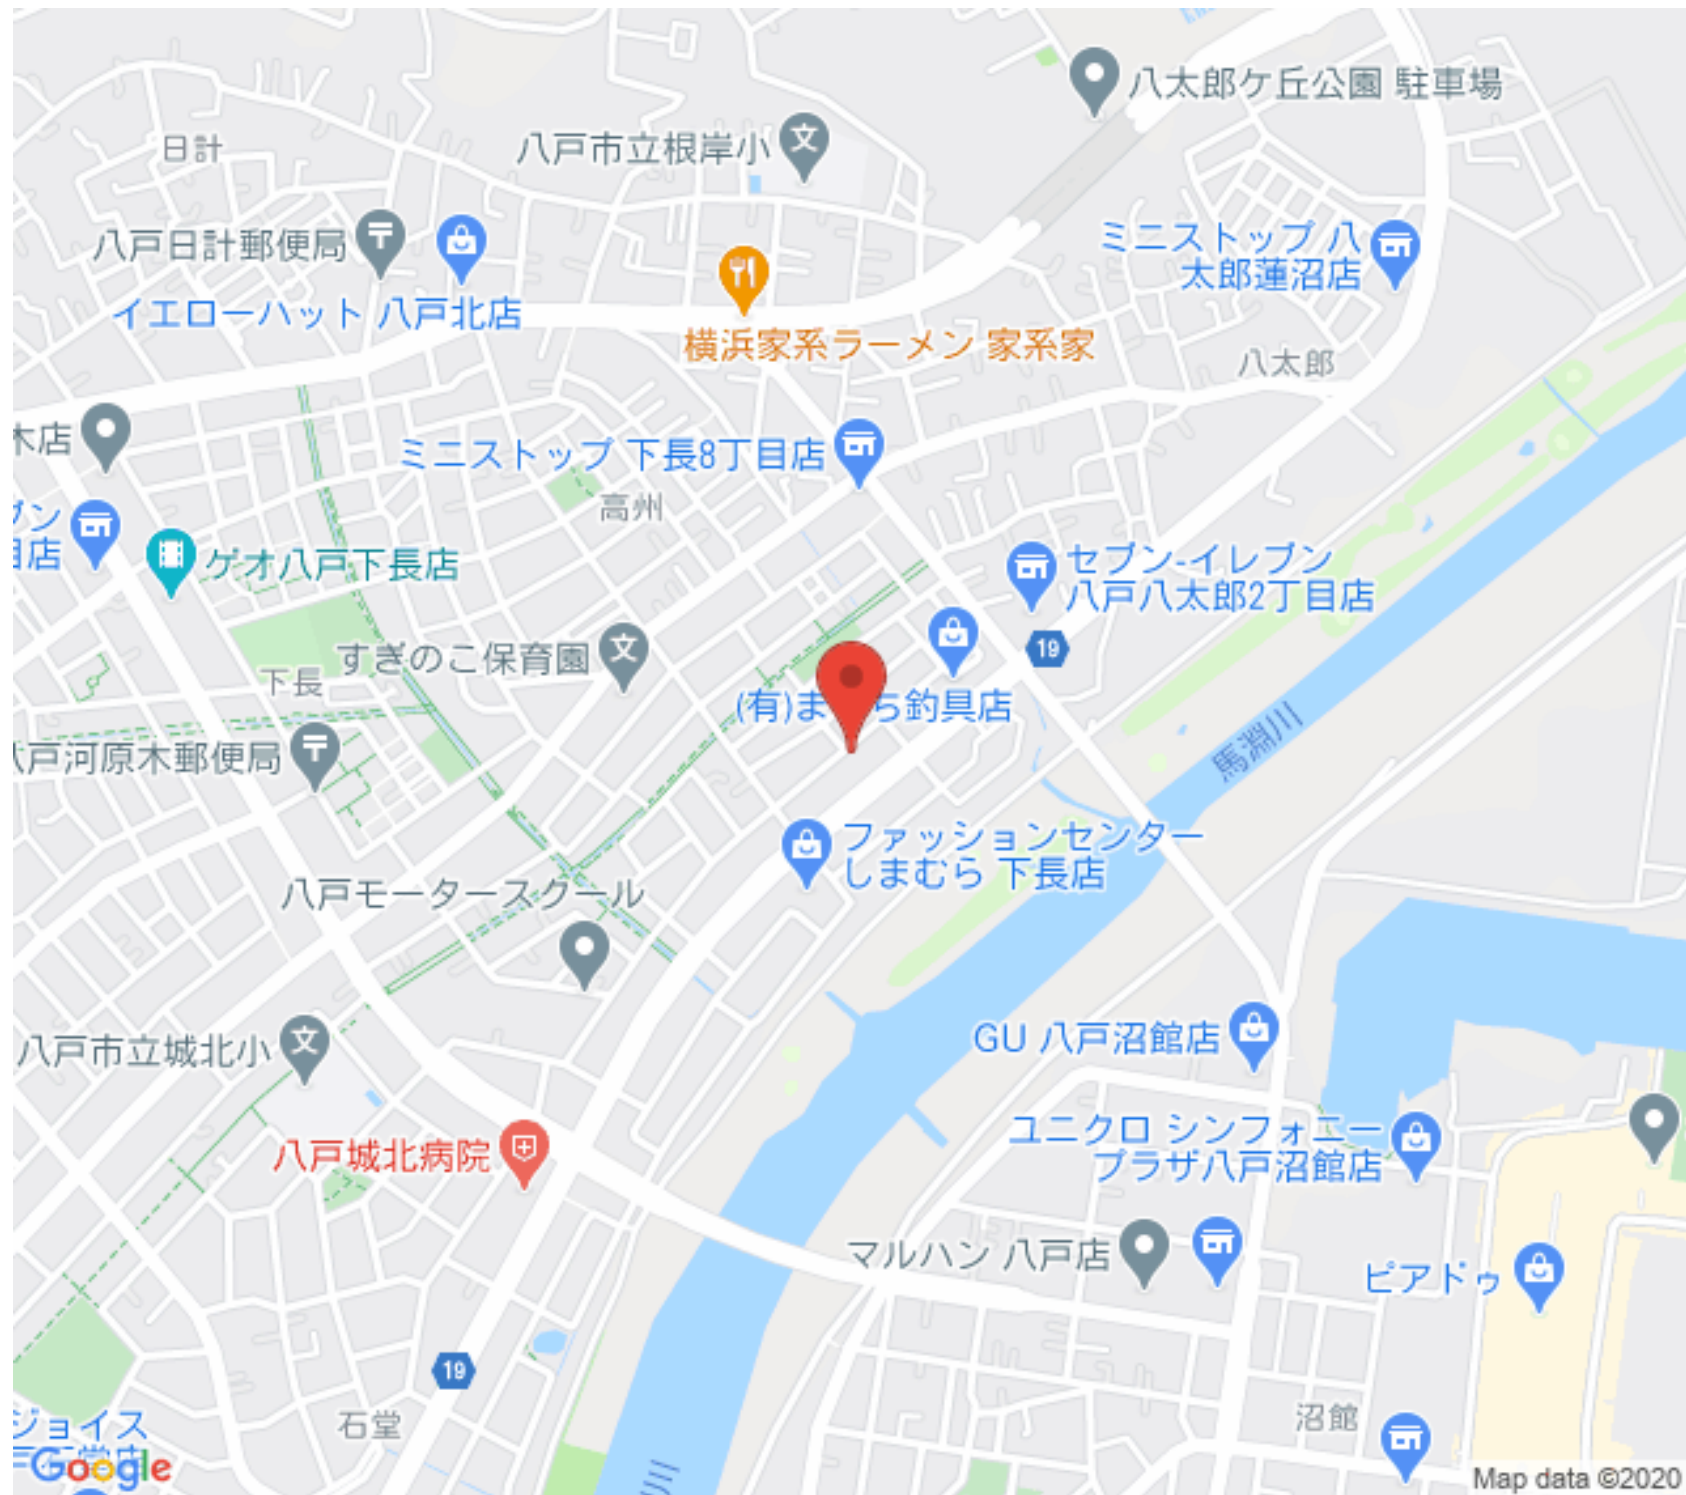 八太郎ケ丘公園 駐車場
日計
八戸市立根岸小
八戸日計郵便局
イエローハット 八戸北店
ミニストップ 八
太郎蓮沼店
横浜家系ラーメン 家系家
八太郎
木店
ミニストップ 下長8丁目店
高州
ブン
目店
ゲオ八戸下長店
セブン-イレブン
八戸八太郎2丁目店
19
すぎのこ保育園
下長
(有)ま ち釣具店
馬淵川
八戸河原木郵便局
ファッションセンター
しまむら 下長店
八戸モータースクール
八戸市立城北小
GU 八戸沼館店
八戸城北病院
ユニクロ シンフォニー
プラザ八戸沼館店
マルハン 八戸店
ピアドゥ
19
石堂
沼館
ジョイス
川
Google
Map data ©2020